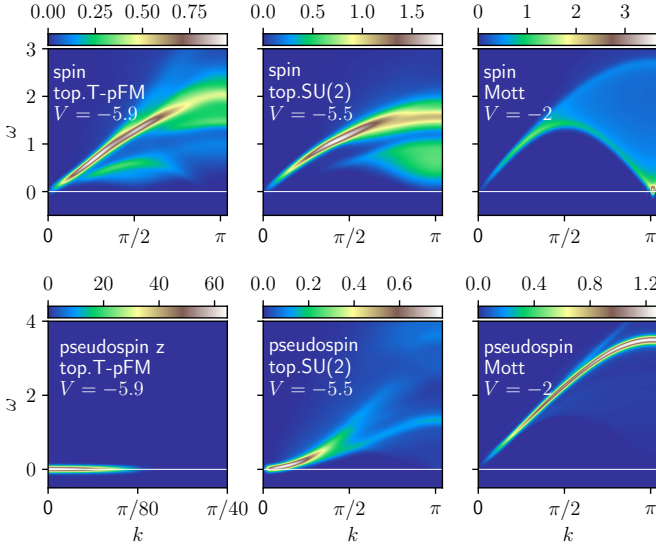 0.00 0.25 0.50 0.75
0.0 0.5 1.0 1.5
0 1 2 3
3
2
1
0
ω
spin
top.T-pFM
V = −5.9
spin
top.SU(2)
V = −5.5
spin
Mott
V = −2
0 π/2 π
0 π/2 π
0 π/2 π
0 20 40 60
0.0 0.2 0.4 0.6
0.0 0.4 0.8 1.2
4
2
0
ω
pseudospin z
top.T-pFM
V = −5.9
pseudospin
top.SU(2)
V = −5.5
pseudospin
Mott
V = −2
0 π/80 π/40
0 π/2 π
0 π/2 π
k
k
k